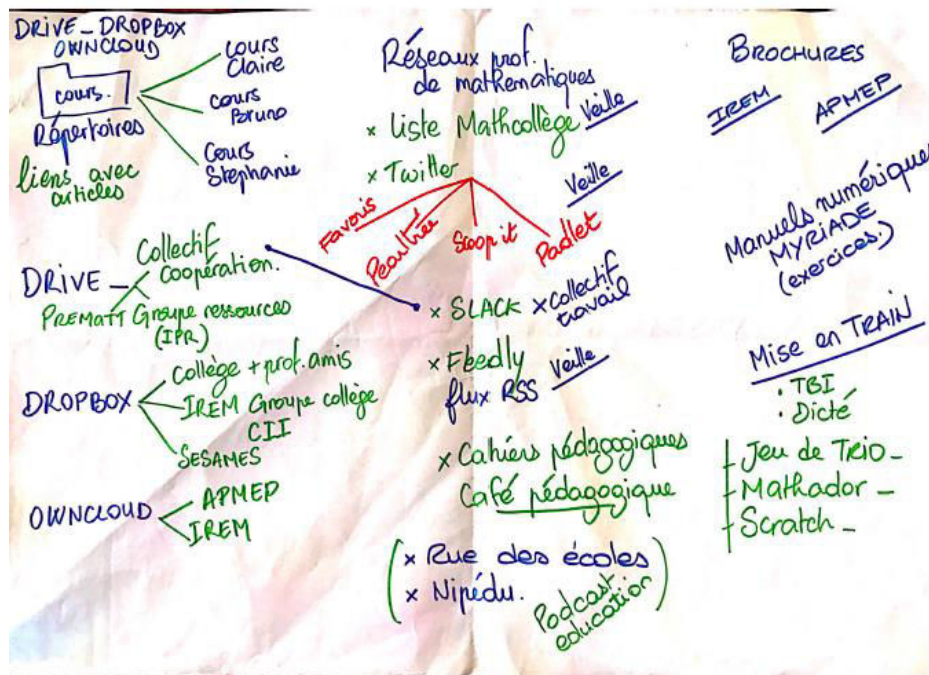 DRIVE _ DROPBOX
OWNCLOUD
cours.
Répertoires
liens avec
articles
cours
Claire
cours
Bruno
Cours
Stephanie
DRIVE _
Collectif
coopération.
PREMaTT Groupe ressources
(IPR)
DROPBOX
Collège + prof. amis
IREM Groupe collège
CII
SESAMES
OWNCLOUD
APMEP
IREM
Réseaux prof.
de mathematiques
x Liste Mathcollège Veille
x Twitter Veille
Favoris
Pearltrée
Scoop it
Padlet
x SLACK x collectif
travail
x Feedly Veille
flux RSS
x Cahiers pédagogiques
Café pédagogique
x Rue des écoles
x Nipédu.
Podcast
education
BROCHURES
IREM APMEP
Manuels numériques
MYRIADE
(exercices.)
Mise en TRAIN
. TBI
. Dicté
Jeu de TRIO _
Mathador _
Scratch _